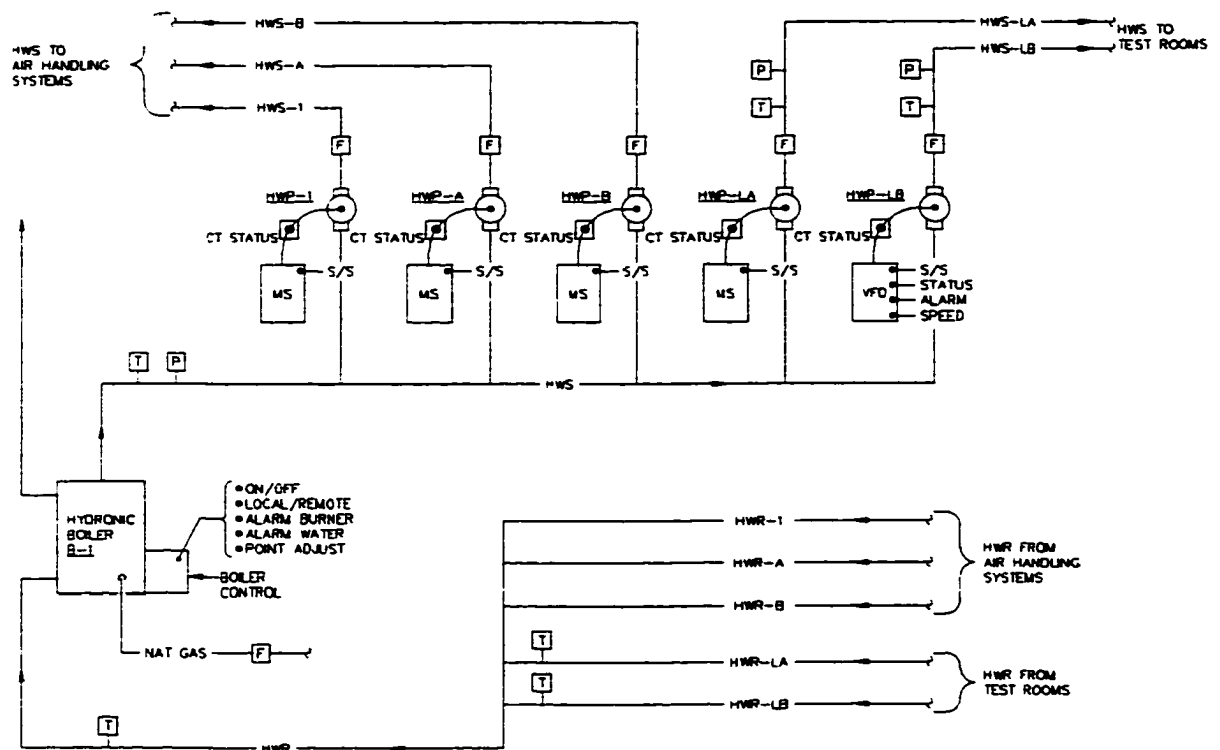 HWS-B
HWS-LA
HWS TO
AIR HANDLING
SYSTEMS
HWS TO
TEST ROOMS
HWS-LB
HWS-A
P
P
HWS-1
T
T
F
F
F
F
F
HWP-1
HWP-A
HWP-B
HWP-LA
HWP-LB
CT STATUS
CT STATUS
CT STATUS
CT STATUS
CT STATUS
MS
S/S
MS
S/S
MS
S/S
MS
S/S
VFD
S/S
STATUS
ALARM
SPEED
T
P
HWS
HYDRONIC
BOILER
B-1
ON/OFF
LOCAL/REMOTE
ALARM BURNER
ALARM WATER
POINT ADJUST
BOILER
CONTROL
NAT GAS
F
HWR-1
HWR-A
HWR-B
HWR FROM
AIR HANDLING
SYSTEMS
T
HWR-LA
T
HWR-LB
HWR FROM
TEST ROOMS
T
HWR